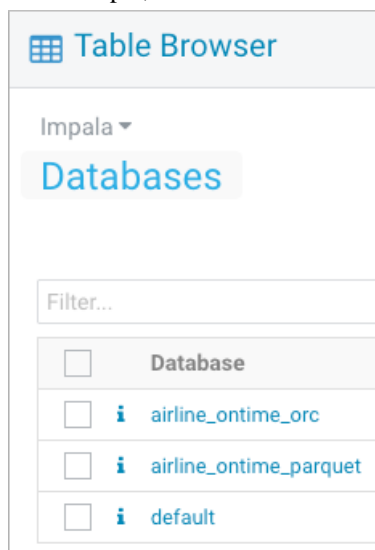 Table Browser
Impala
Databases
Filter...
Database
airline_ontime_orc
airline_ontime_parquet
default